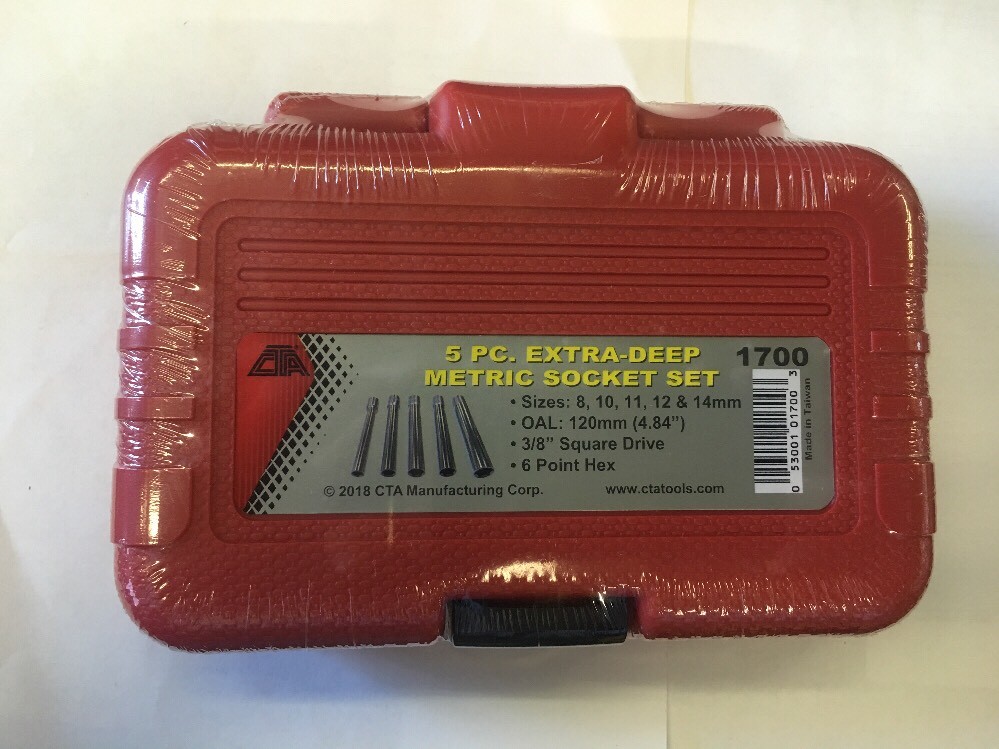 CTA
5 PC. EXTRA-DEEP
METRIC SOCKET SET
1700
• Sizes: 8, 10, 11, 12 & 14mm
• OAL: 120mm (4.84”)
• 3/8” Square Drive
• 6 Point Hex
© 2018 CTA Manufacturing Corp.
www.ctatools.com
0 53001 01700 3
Made in Taiwan